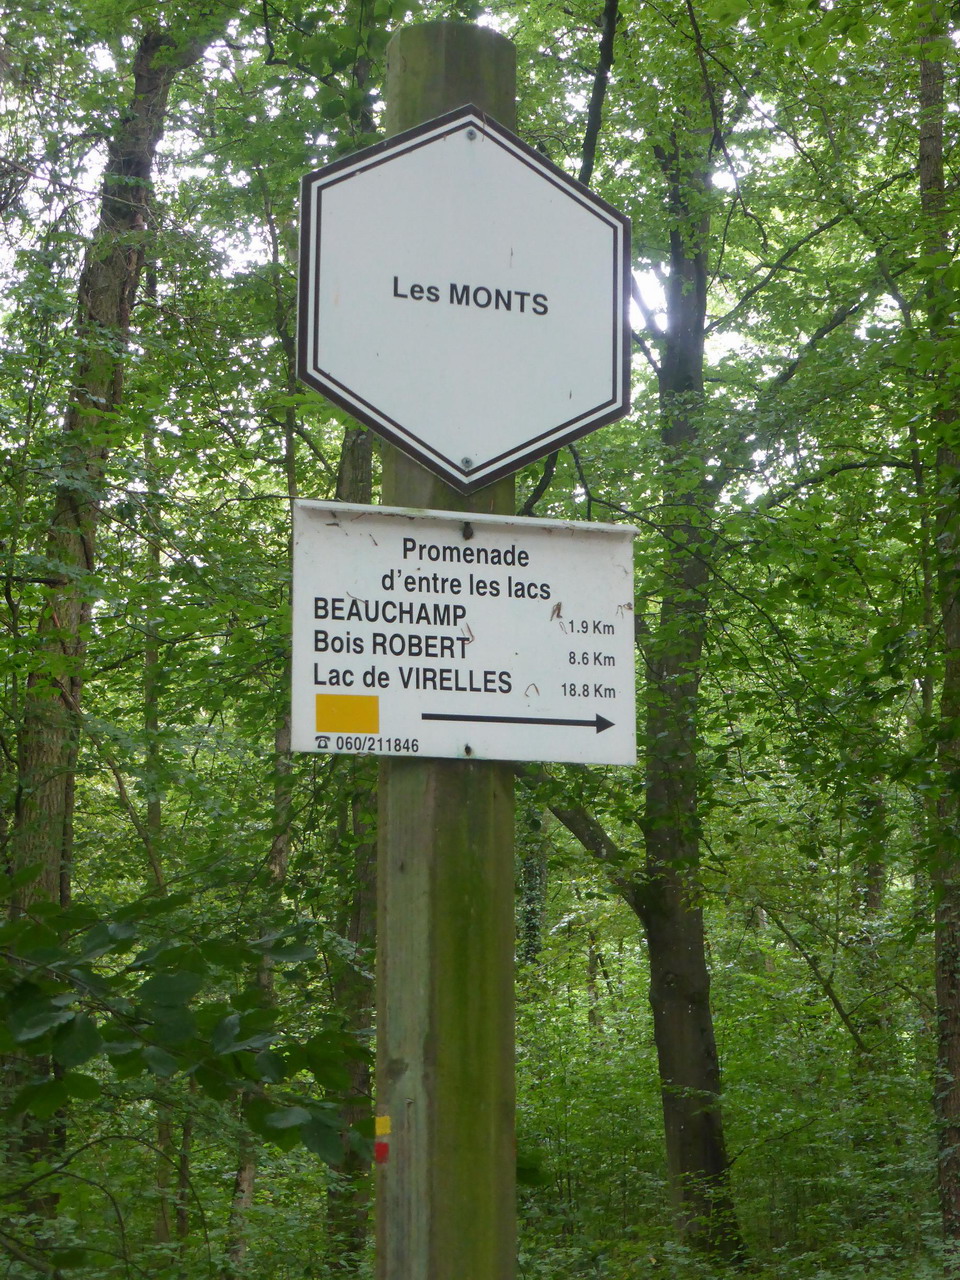 Les MONTS
Promenade
d'entre les lacs
BEAUCHAMP 1.9 Km
Bois ROBERT 8.6 Km
Lac de VIRELLES 18.8 Km
☎ 060/211846